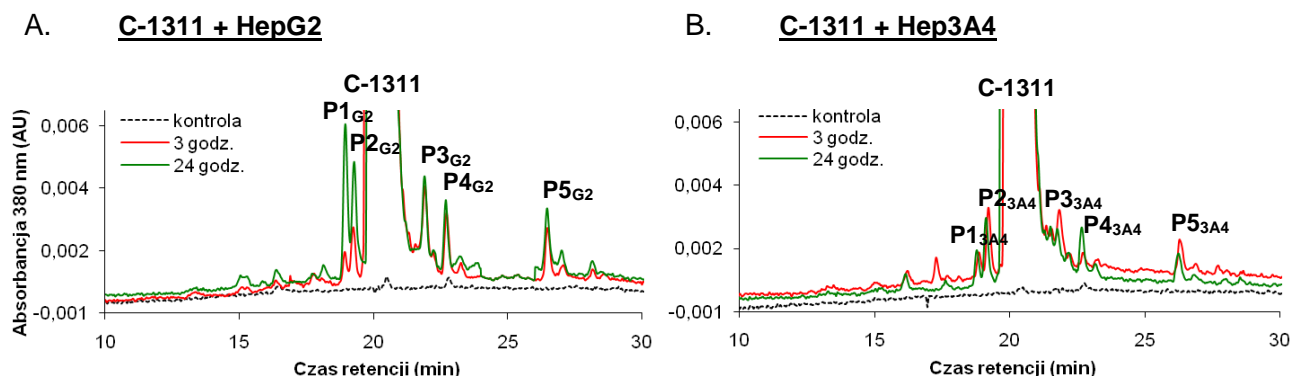 A. C-1311 + HepG2
C-1311
P1G2
P2G2
P3G2
P4G2
P5G2
kontrola
3 godz.
24 godz.
Absorbancja 380 nm (AU)
0,006
0,004
0,002
-0,001
10 15 20 25 30
Czas retencji (min)
B. C-1311 + Hep3A4
C-1311
P13A4
P23A4
P33A4
P43A4
P53A4
kontrola
3 godz.
24 godz.
0,006
0,004
0,002
-0,001
10 15 20 25 30
Czas retencji (min)